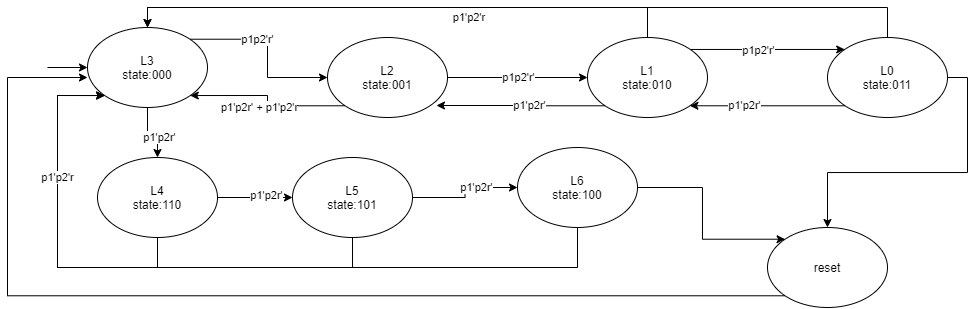 p1'p2'r
p1p2'r'
L3
state:000
L2
state:001
p1p2'r'
L1
state:010
p1p2'r'
L0
state:011
p1'p2r' + p1'p2'r
p1'p2r'
p1'p2r'
p1'p2r'
p1'p2'r
L4
state:110
p1'p2r'
L5
state:101
p1'p2r'
L6
state:100
reset